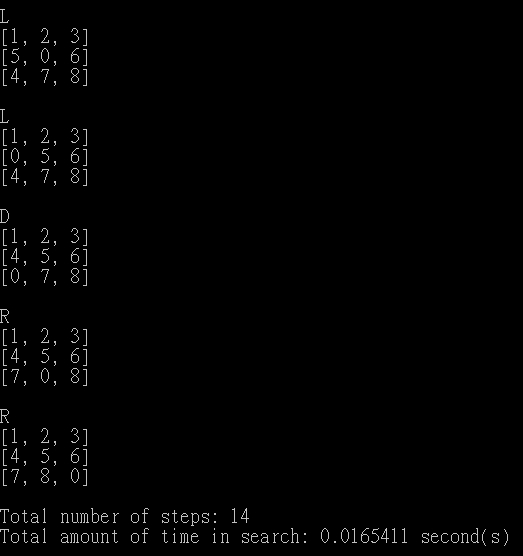 L
[1, 2, 3]
[5, 0, 6]
[4, 7, 8]
L
[1, 2, 3]
[0, 5, 6]
[4, 7, 8]
D
[1, 2, 3]
[4, 5, 6]
[0, 7, 8]
R
[1, 2, 3]
[4, 5, 6]
[7, 0, 8]
R
[1, 2, 3]
[4, 5, 6]
[7, 8, 0]
Total number of steps: 14
Total amount of time in search: 0.0165411 second(s)